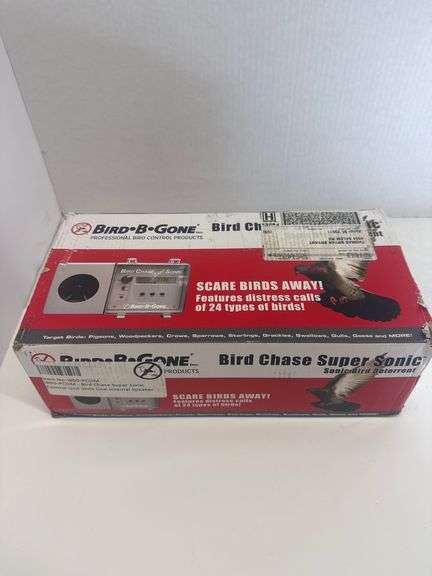 BIRD•B•GONE
PROFESSIONAL BIRD CONTROL PRODUCTS
Bird Chase
H
SCARE BIRDS AWAY!
Features distress calls
of 24 types of birds!
BIRD•B•GONE
Target Birds: Pigeons, Woodpeckers, Crows, Sparrows, Starlings, Grackles, Swallows, Gulls, Geese and MORE!
BIRD•B•GONE
PRODUCTS
Bird Chase Super Sonic
Sonic Bird Deterrent
SCARE BIRDS AWAY!
Features distress calls
of 24 types of birds!